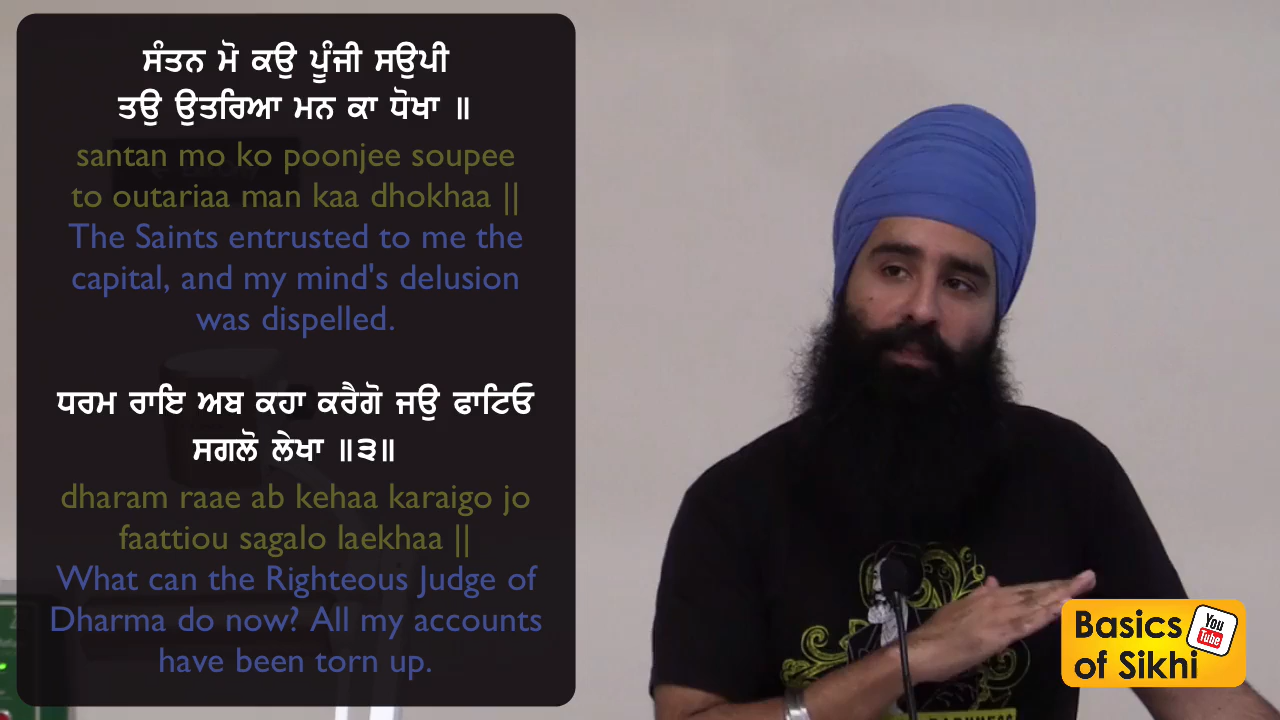 ਸੰਤਨ ਮੋ ਕਉ ਪੂੰਜੀ ਸਉਪੀ
ਤਉ ਉਤਰਿਆ ਮਨ ਕਾ ਧੋਖਾ ॥
santan mo ko poonjee soupee
to outariaa man kaa dhokhaa ||
The Saints entrusted to me the
capital, and my mind's delusion
was dispelled.
ਧਰਮ ਰਾਇ ਅਬ ਕਹਾ ਕਰੈਗੋ ਜਉ ਫਾਟਿਓ
ਸਗਲੋ ਲੇਖਾ ॥੩॥
dharam raae ab kehaa karaigo jo
faattiou sagalo laekhaa ||
What can the Righteous Judge of
Dharma do now? All my accounts
have been torn up.
Basics
of Sikhi
You
Tube